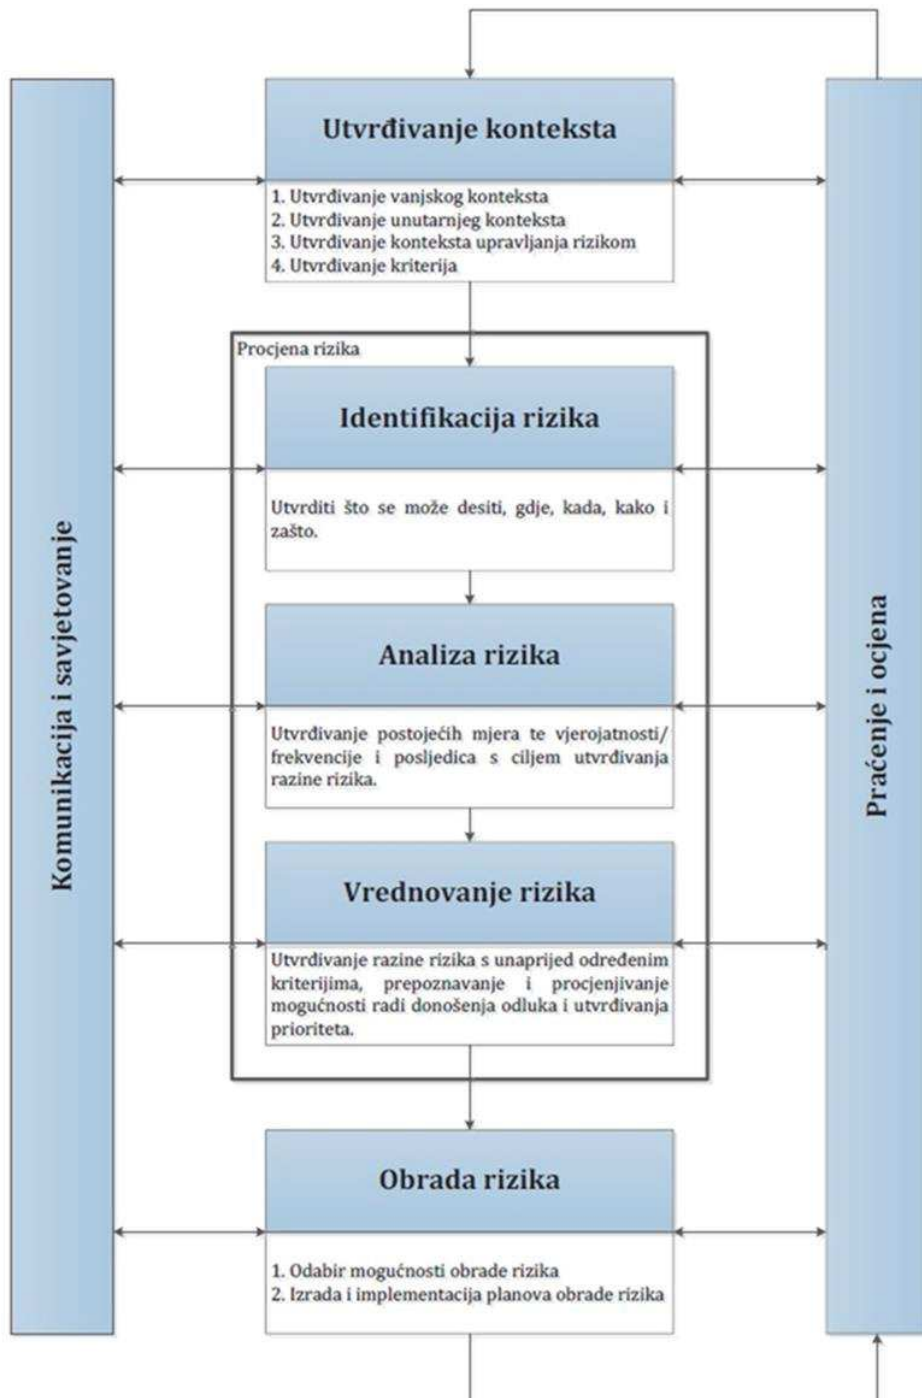 Utvrđivanje konteksta
1. Utvrđivanje vanjskog konteksta
2. Utvrđivanje unutarnjeg konteksta
3. Utvrđivanje konteksta upravljanja rizikom
4. Utvrđivanje kriterija
Procjena rizika
Identifikacija rizika
Utvrditi što se može desiti, gdje, kada, kako i
zašto.
Komunikacija i savjetovanje
Praćenje i ocjena
Analiza rizika
Utvrđivanje postojećih mjera te vjerojatnosti/
frekvencije i posljedica s ciljem utvrđivanja
razine rizika.
Vrednovanje rizika
Utvrđivanje razine rizika s unaprijed određenim
kriterijima, prepoznavanje i procjenjivanje
mogućnosti radi donošenja odluka i utvrđivanja
prioriteta.
Obrada rizika
1. Odabir mogućnosti obrade rizika
2. Izrada i implementacija planova obrade rizika